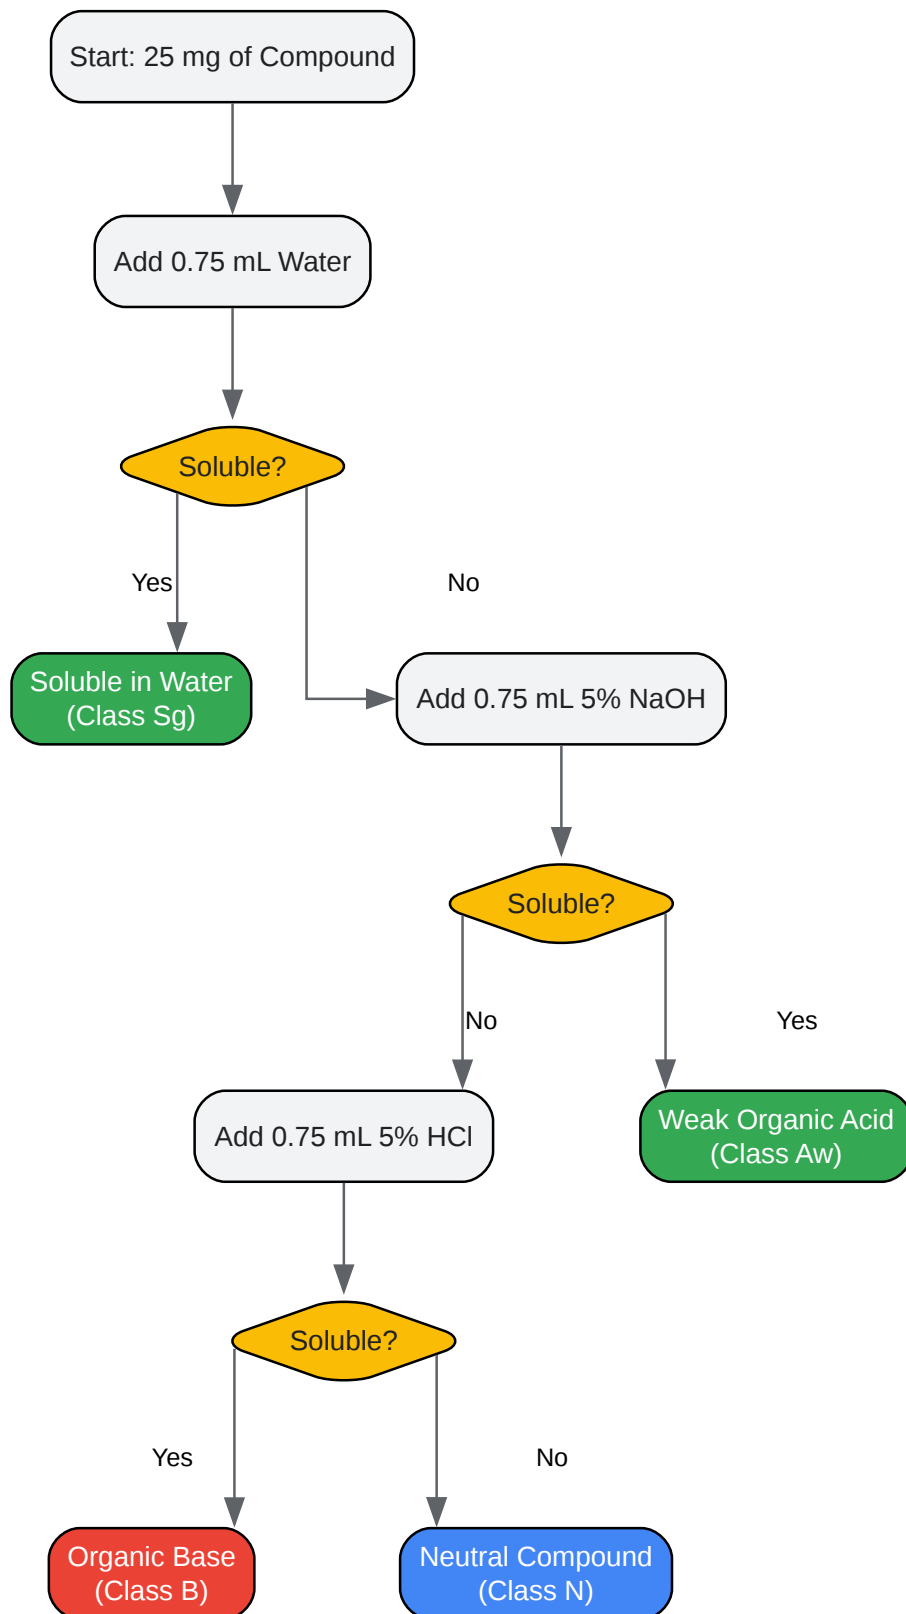 Start: 25 mg of Compound
Add 0.75 mL Water
Soluble?
Yes
No
Soluble in Water
(Class Sg)
Add 0.75 mL 5% NaOH
Soluble?
No
Yes
Add 0.75 mL 5% HCl
Weak Organic Acid
(Class Aw)
Soluble?
Yes
No
Organic Base
(Class B)
Neutral Compound
(Class N)